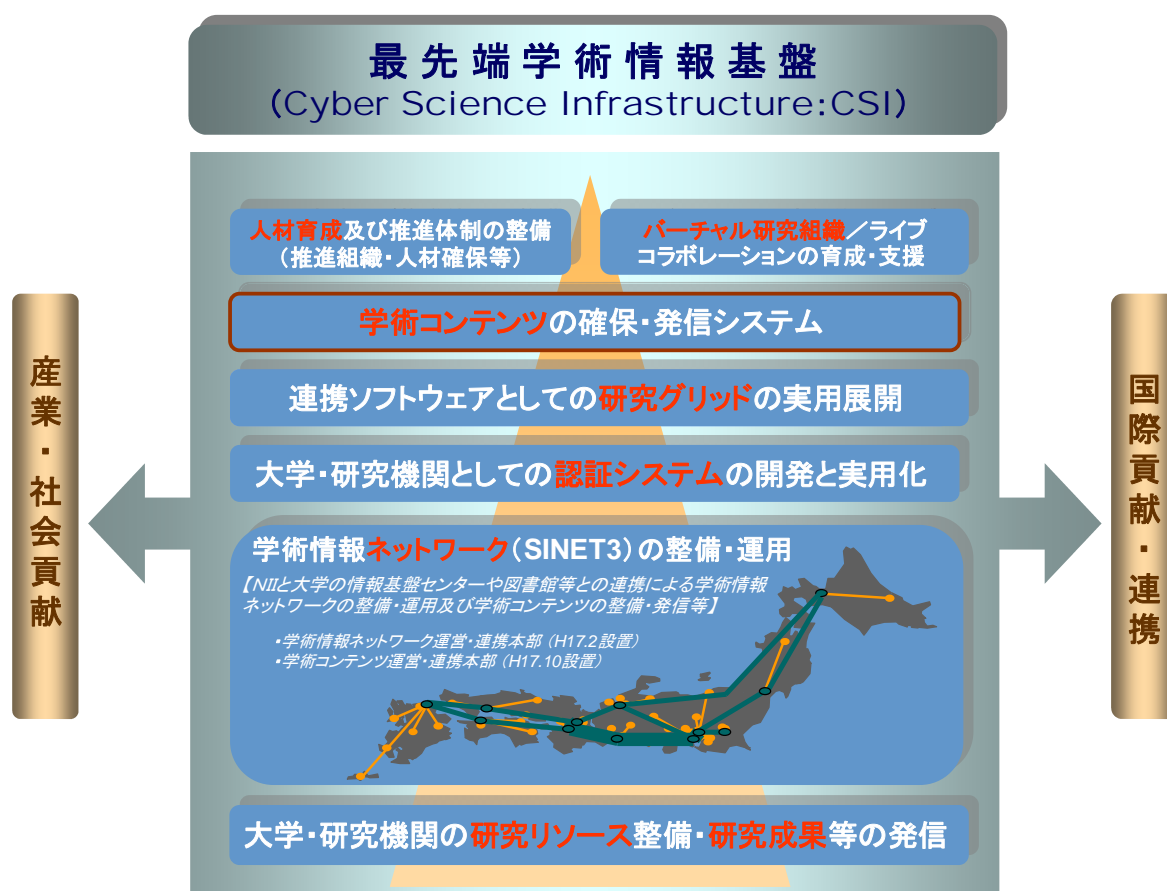 最先端学術情報基盤
(Cyber Science Infrastructure:CSI)
人材育成及び推進体制の整備
（推進組織・人材確保等）
バーチャル研究組織／ライブ
コラボレーションの育成・支援
学術コンテンツの確保・発信システム
連携ソフトウェアとしての研究グリッドの実用展開
大学・研究機関としての認証システムの開発と実用化
学術情報ネットワーク（SINET3）の整備・運用
【NIIと大学の情報基盤センターや図書館等との連携による学術情報
ネットワークの整備・運用及び学術コンテンツの整備・発信等】
・学術情報ネットワーク運営・連携本部（H17.2設置）
・学術コンテンツ運営・連携本部（H17.10設置）
大学・研究機関の研究リソース整備・研究成果等の発信
産業・社会貢献
国際貢献・連携